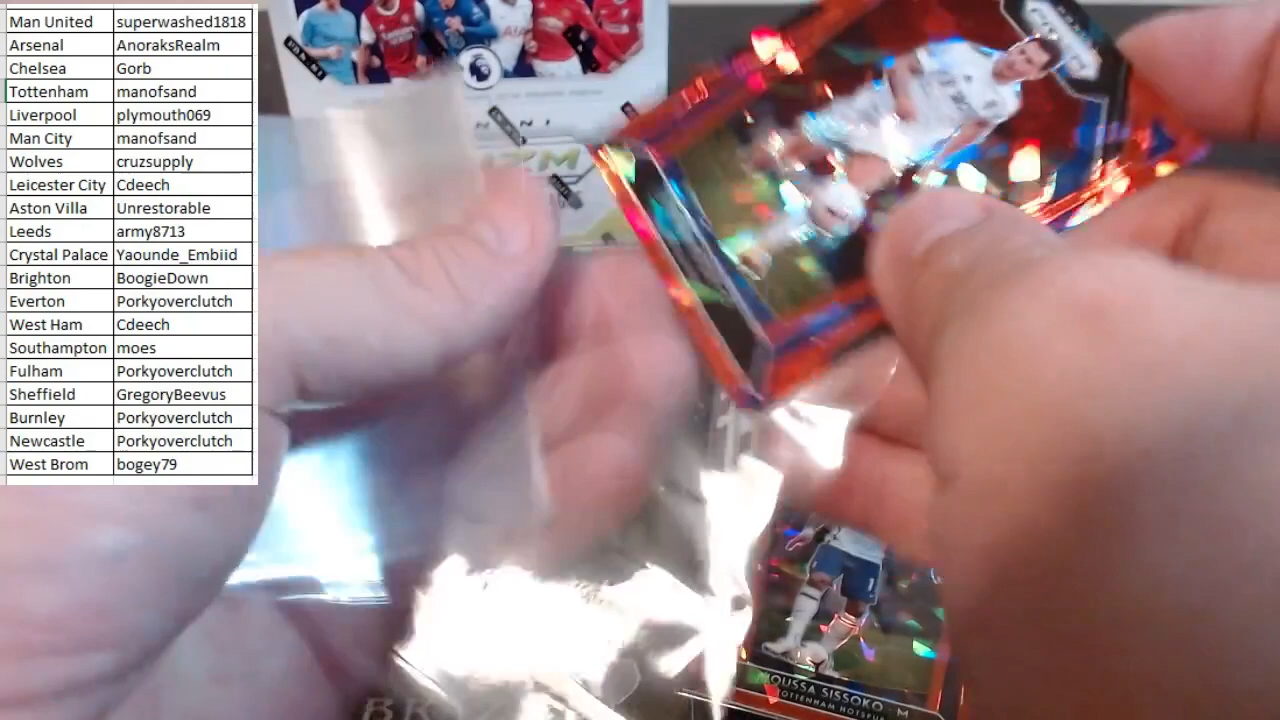 Man United superwashed1818
Arsenal AnoraksRealm
Chelsea Gorb
Tottenham manofsand
Liverpool plymouth069
Man City manofsand
Wolves cruzsupply
Leicester City Cdeech
Aston Villa Unrestorable
Leeds army8713
Crystal Palace Yaounde_Embiid
Brighton BoogieDown
Everton Porkyoverclutch
West Ham Cdeech
Southampton moes
Fulham Porkyoverclutch
Sheffield GregoryBeevus
Burnley Porkyoverclutch
Newcastle Porkyoverclutch
West Brom bogey79
MOUSSA SISSOKO - M
TOTTENHAM HOTSPUR